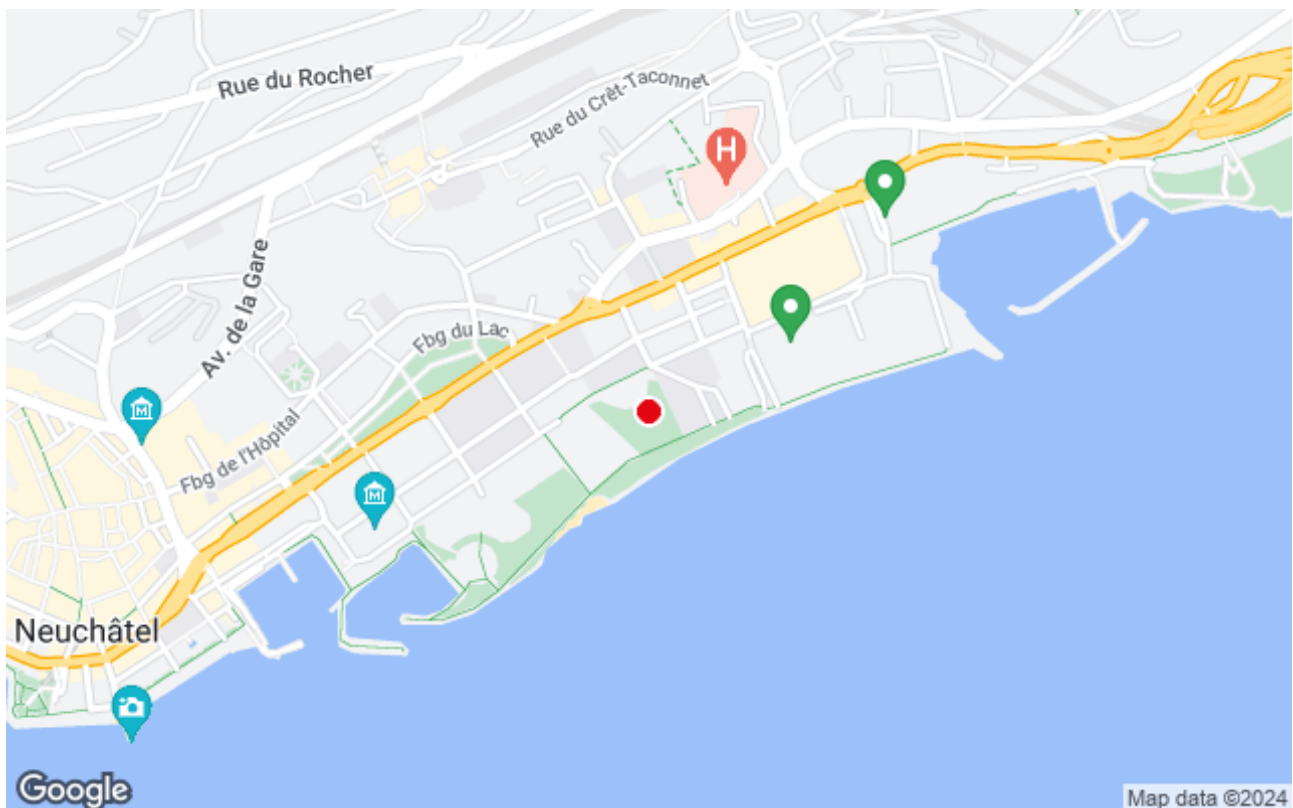 Rue du Rocher
Rue du Crêt-Taconnet
H
Av. de la Gare
Fbg du Lac
M
Fbg de l'Hôpital
M
Neuchâtel
Google
Map data ©2024